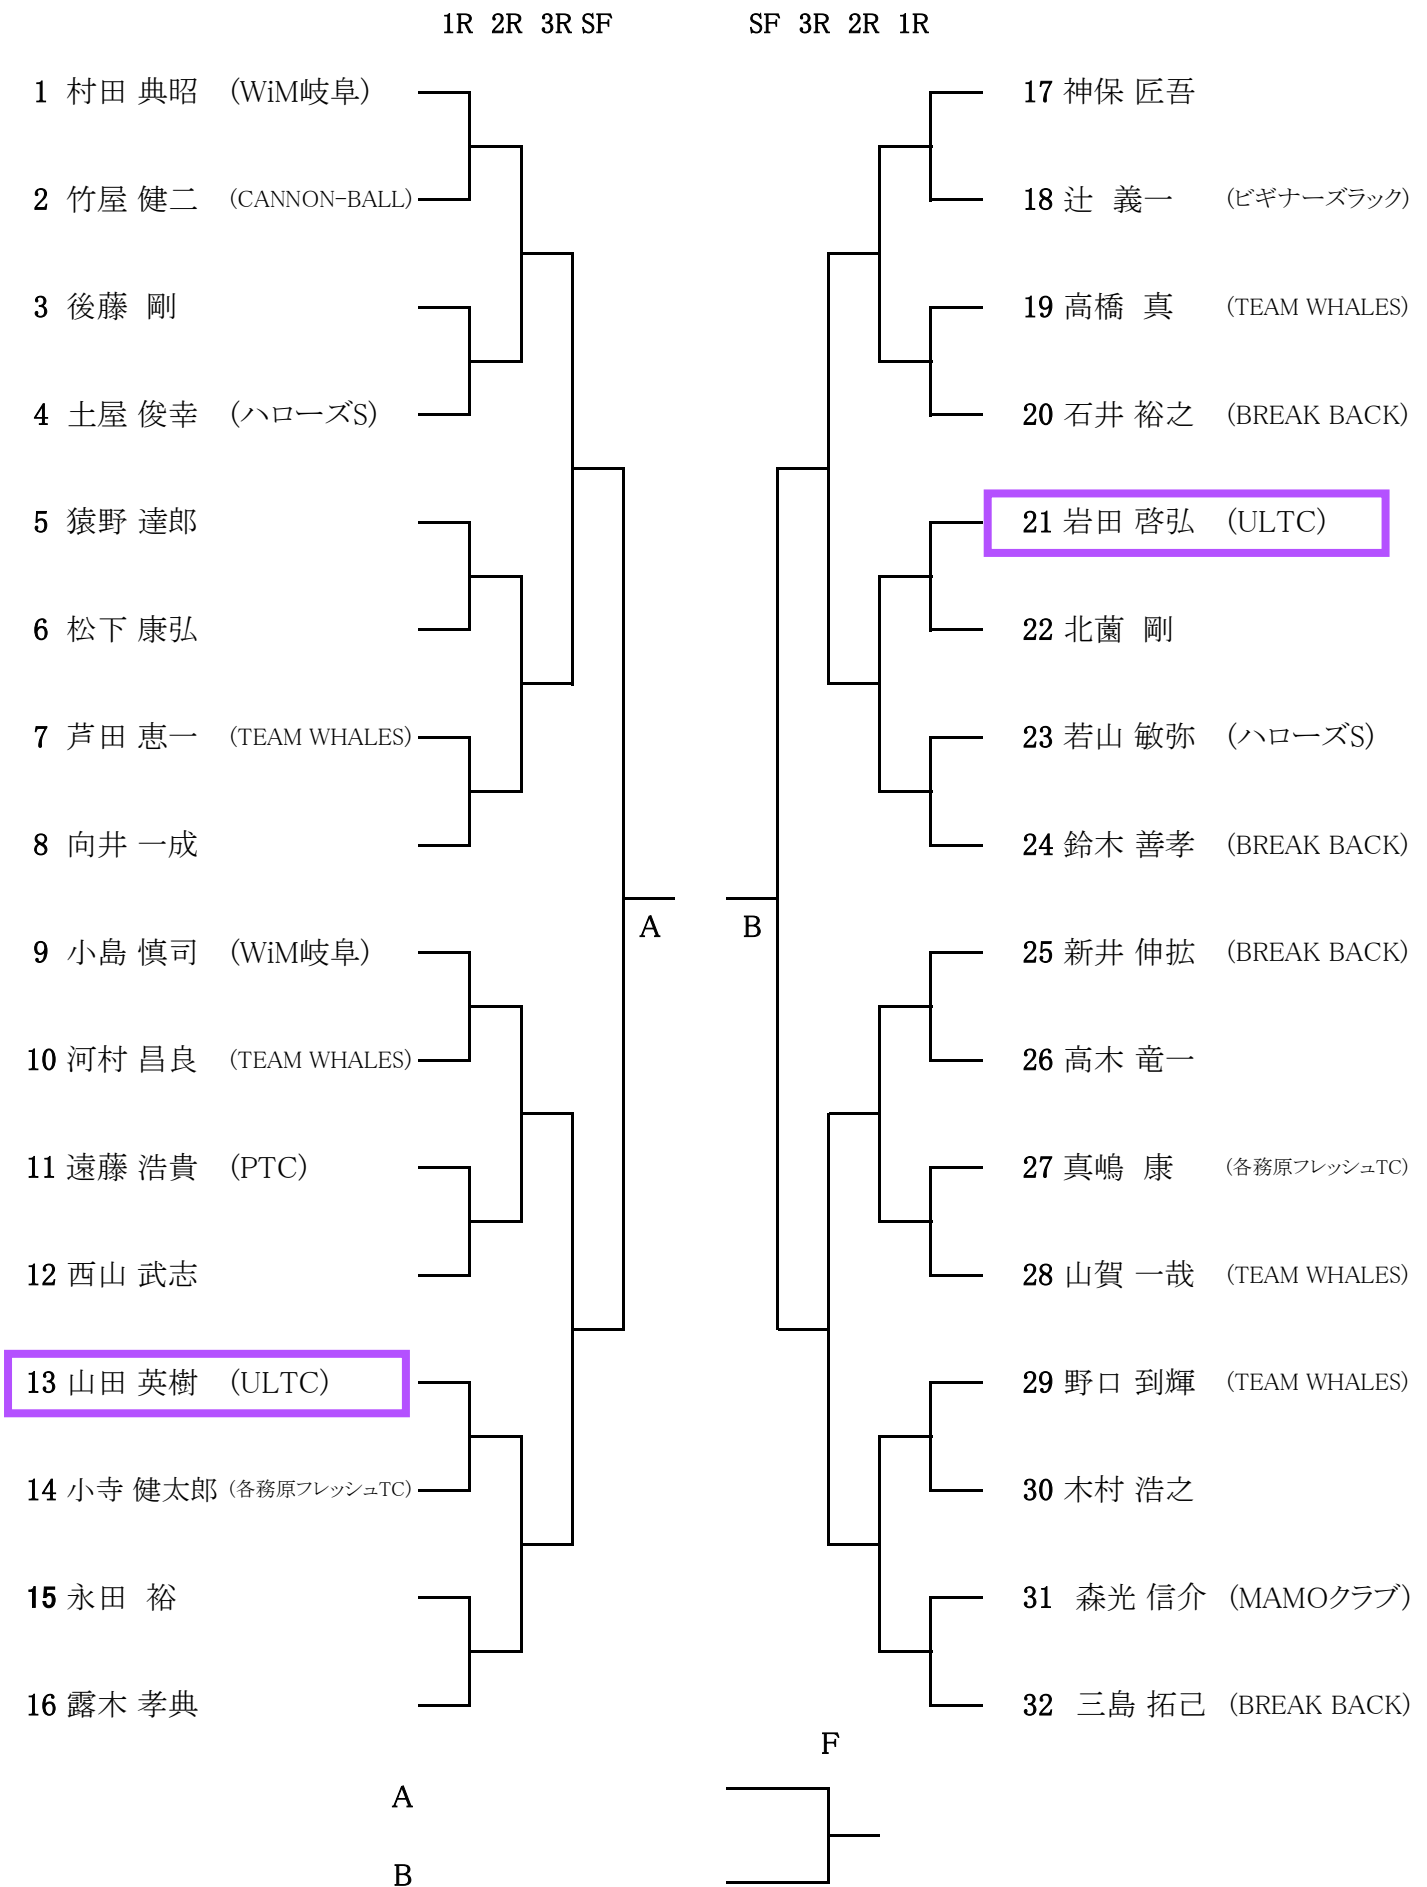 1R 2R 3R SF
1 村田 典昭 (WiM岐阜)
2 竹屋 健二 (CANNON-BALL)
3 後藤 剛
4 土屋 俊幸 (ハローズS)
5 猿野 達郎
6 松下 康弘
7 芦田 恵一 (TEAM WHALES)
8 向井 一成
9 小島 慎司 (WiM岐阜)
10 河村 昌良 (TEAM WHALES)
11 遠藤 浩貴 (PTC)
12 西山 武志
13 山田 英樹 (ULTC)
14 小寺 健太郎 (各務原フレッシュTC)
15 永田 裕
16 露木 孝典
A
SF 3R 2R 1R
17 神保 匠吾
18 辻 義一 (ビギナーズラック)
19 高橋 真 (TEAM WHALES)
20 石井 裕之 (BREAK BACK)
21 岩田 啓弘 (ULTC)
22 北薗 剛
23 若山 敏弥 (ハローズS)
24 鈴木 善孝 (BREAK BACK)
25 新井 伸拡 (BREAK BACK)
26 高木 竜一
27 真嶋 康 (各務原フレッシュTC)
28 山賀 一哉 (TEAM WHALES)
29 野口 到輝 (TEAM WHALES)
30 木村 浩之
31 森光 信介 (MAMOクラブ)
32 三島 拓己 (BREAK BACK)
B
F
A
B